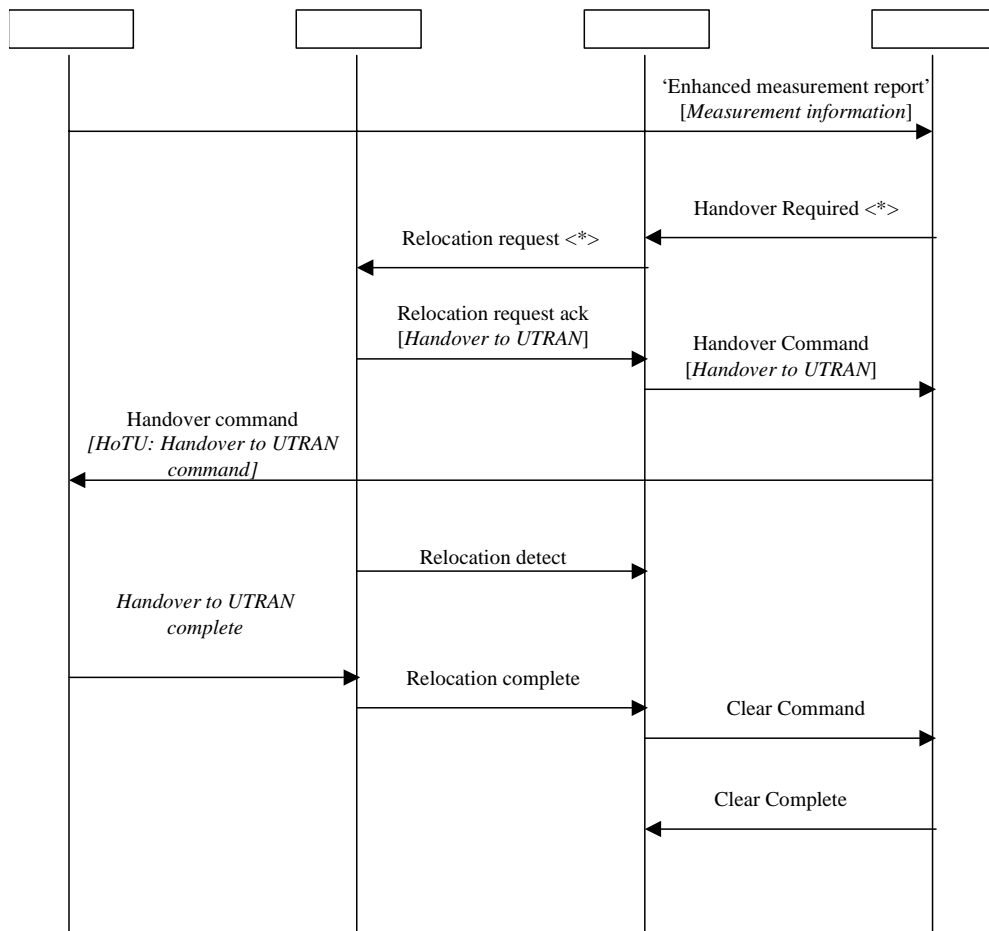 ‘Enhanced measurement report’
[Measurement information]
Handover Required <*>
Relocation request <*>
Relocation request ack
[Handover to UTRAN]
Handover Command
[Handover to UTRAN]
Handover command
[HoTU: Handover to UTRAN
command]
Relocation detect
Handover to UTRAN
complete
Relocation complete
Clear Command
Clear Complete